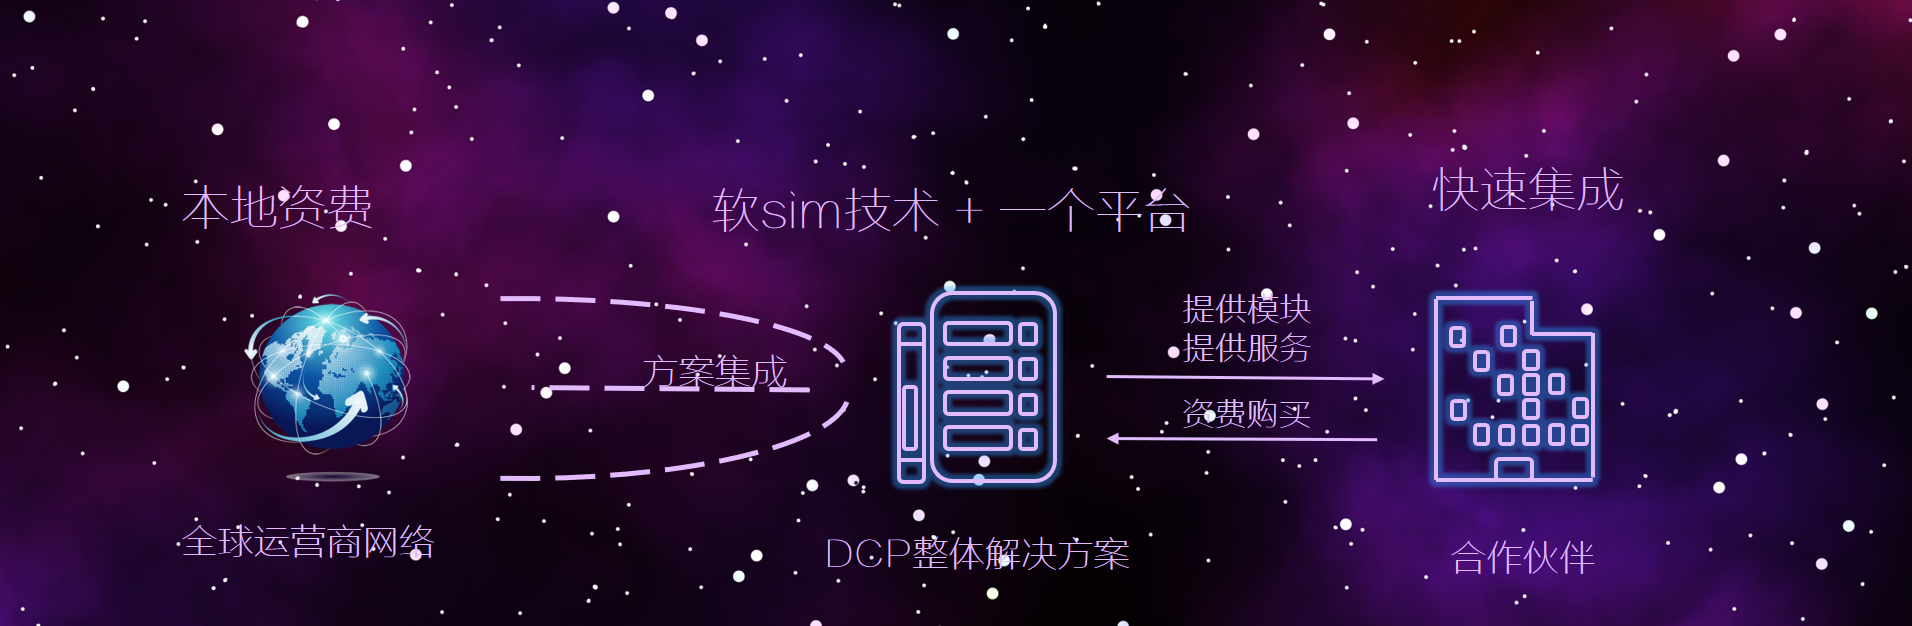 本地资费
软sim技术 + 一个平台
快速集成
方案集成
提供模块
提供服务
资费购买
全球运营商网络
DCP整体解决方案
合作伙伴